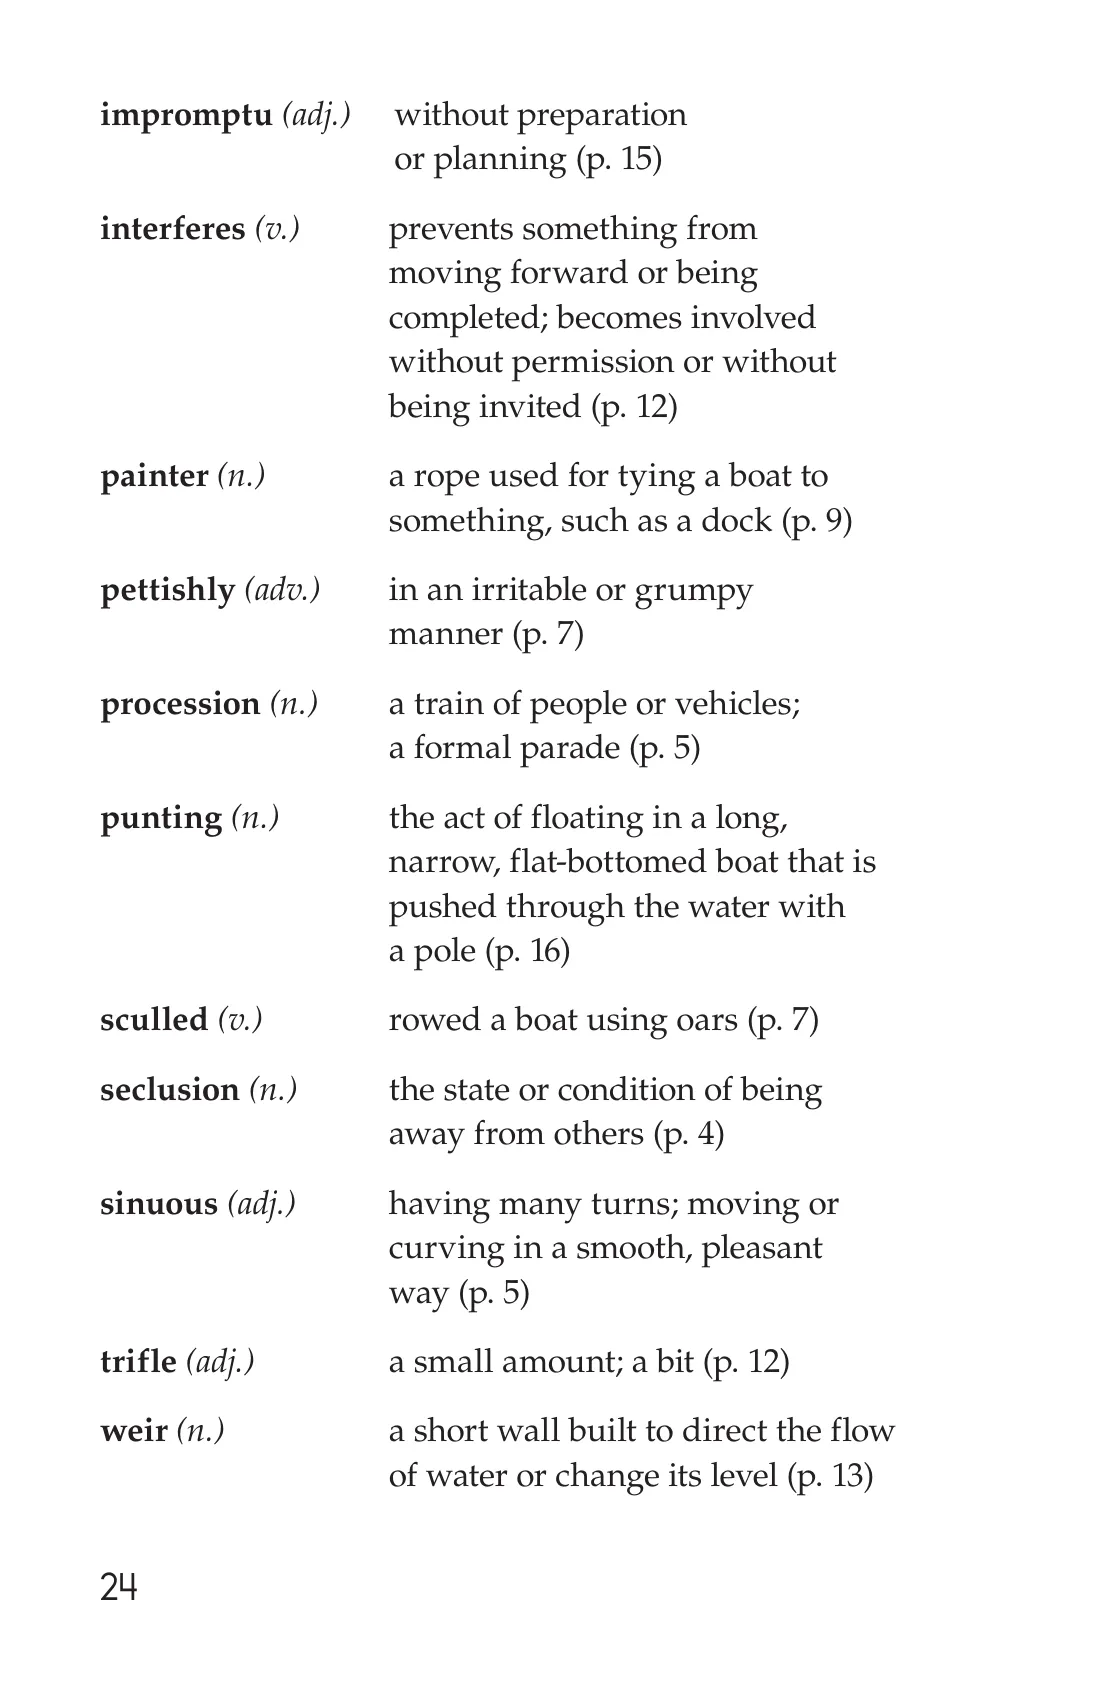 impromptu (adj.) without preparation
or planning (p. 15)
interferes (v.) prevents something from
moving forward or being
completed; becomes involved
without permission or without
being invited (p. 12)
painter (n.) a rope used for tying a boat to
something, such as a dock (p. 9)
pettishly (adv.) in an irritable or grumpy
manner (p. 7)
procession (n.) a train of people or vehicles;
a formal parade (p. 5)
punting (n.) the act of floating in a long,
narrow, flat-bottomed boat that is
pushed through the water with
a pole (p. 16)
sculled (v.) rowed a boat using oars (p. 7)
seclusion (n.) the state or condition of being
away from others (p. 4)
sinuous (adj.) having many turns; moving or
curving in a smooth, pleasant
way (p. 5)
trifle (adj.) a small amount; a bit (p. 12)
weir (n.) a short wall built to direct the flow
of water or change its level (p. 13)
24